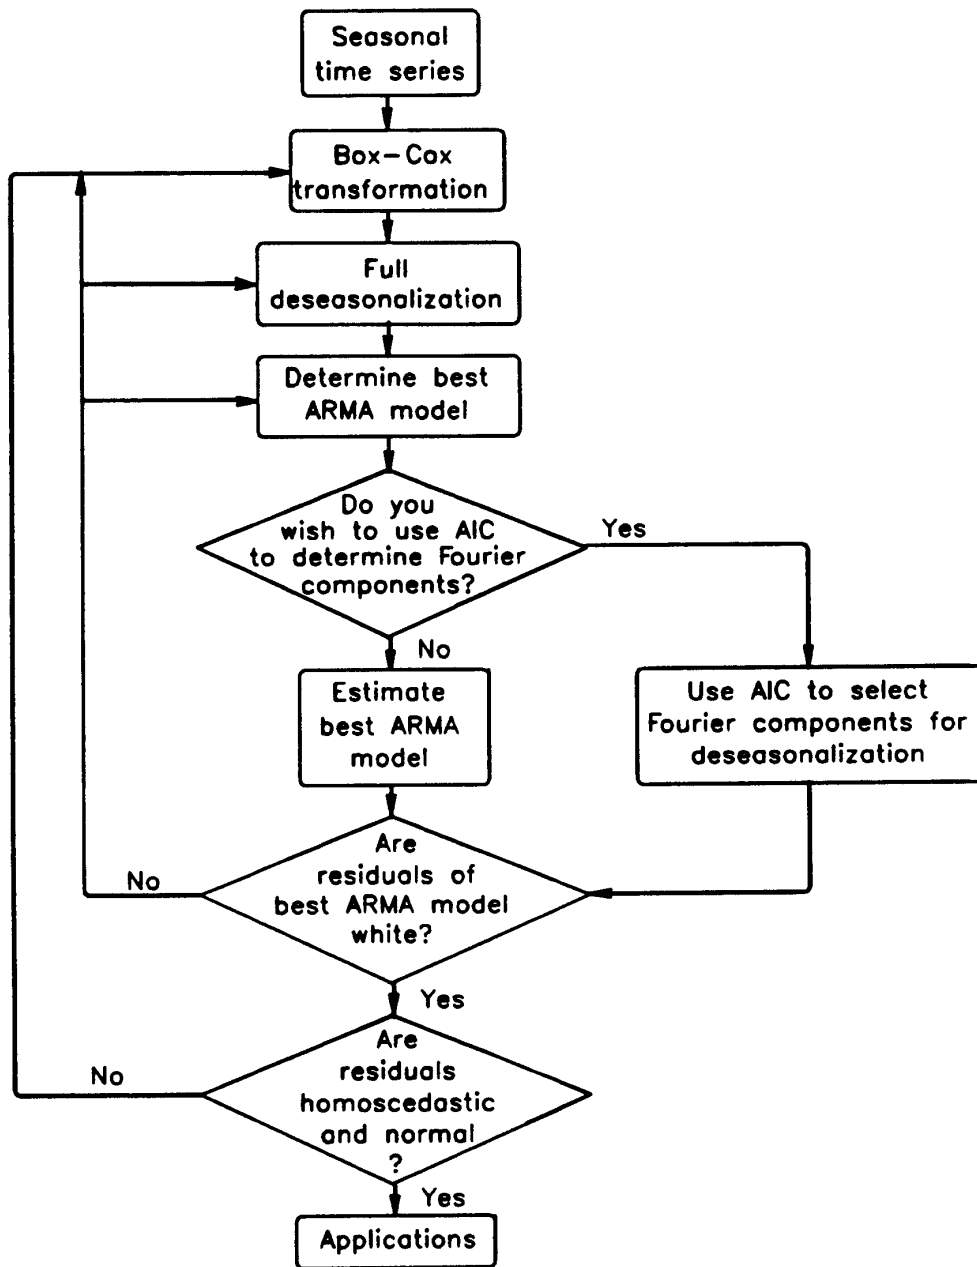 Seasonal
time series
Box-Cox
transformation
Full
deseasonalization
Determine best
ARMA model
Do you
wish to use AIC
to determine Fourier
components?
Yes
No
Estimate
best ARMA
model
Use AIC to select
Fourier components for
deseasonalization
Are
residuals of
best ARMA model
white?
No
Yes
Are
residuals
homoscedastic
and normal
?
No
Yes
Applications